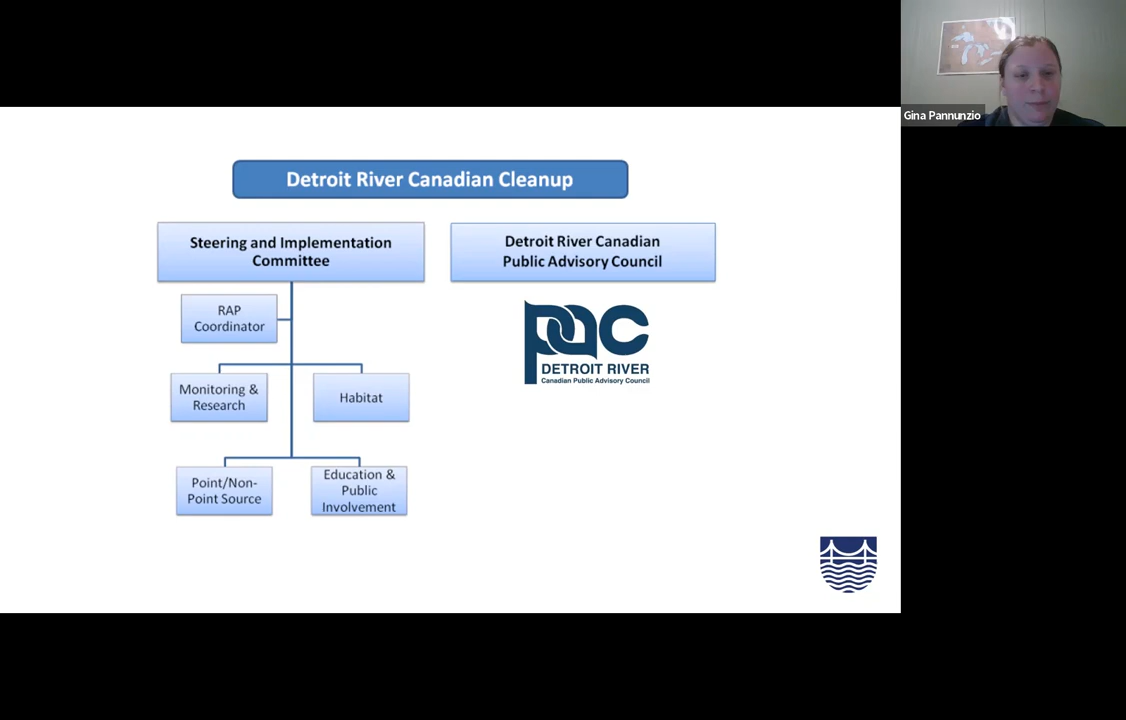 Gina Pannunzio
Detroit River Canadian Cleanup
Steering and Implementation
Committee
Detroit River Canadian
Public Advisory Council
RAP
Coordinator
Monitoring &
Research
Habitat
Point/Non-
Point Source
Education &
Public
Involvement
pac
DETROIT RIVER
Canadian Public Advisory Council